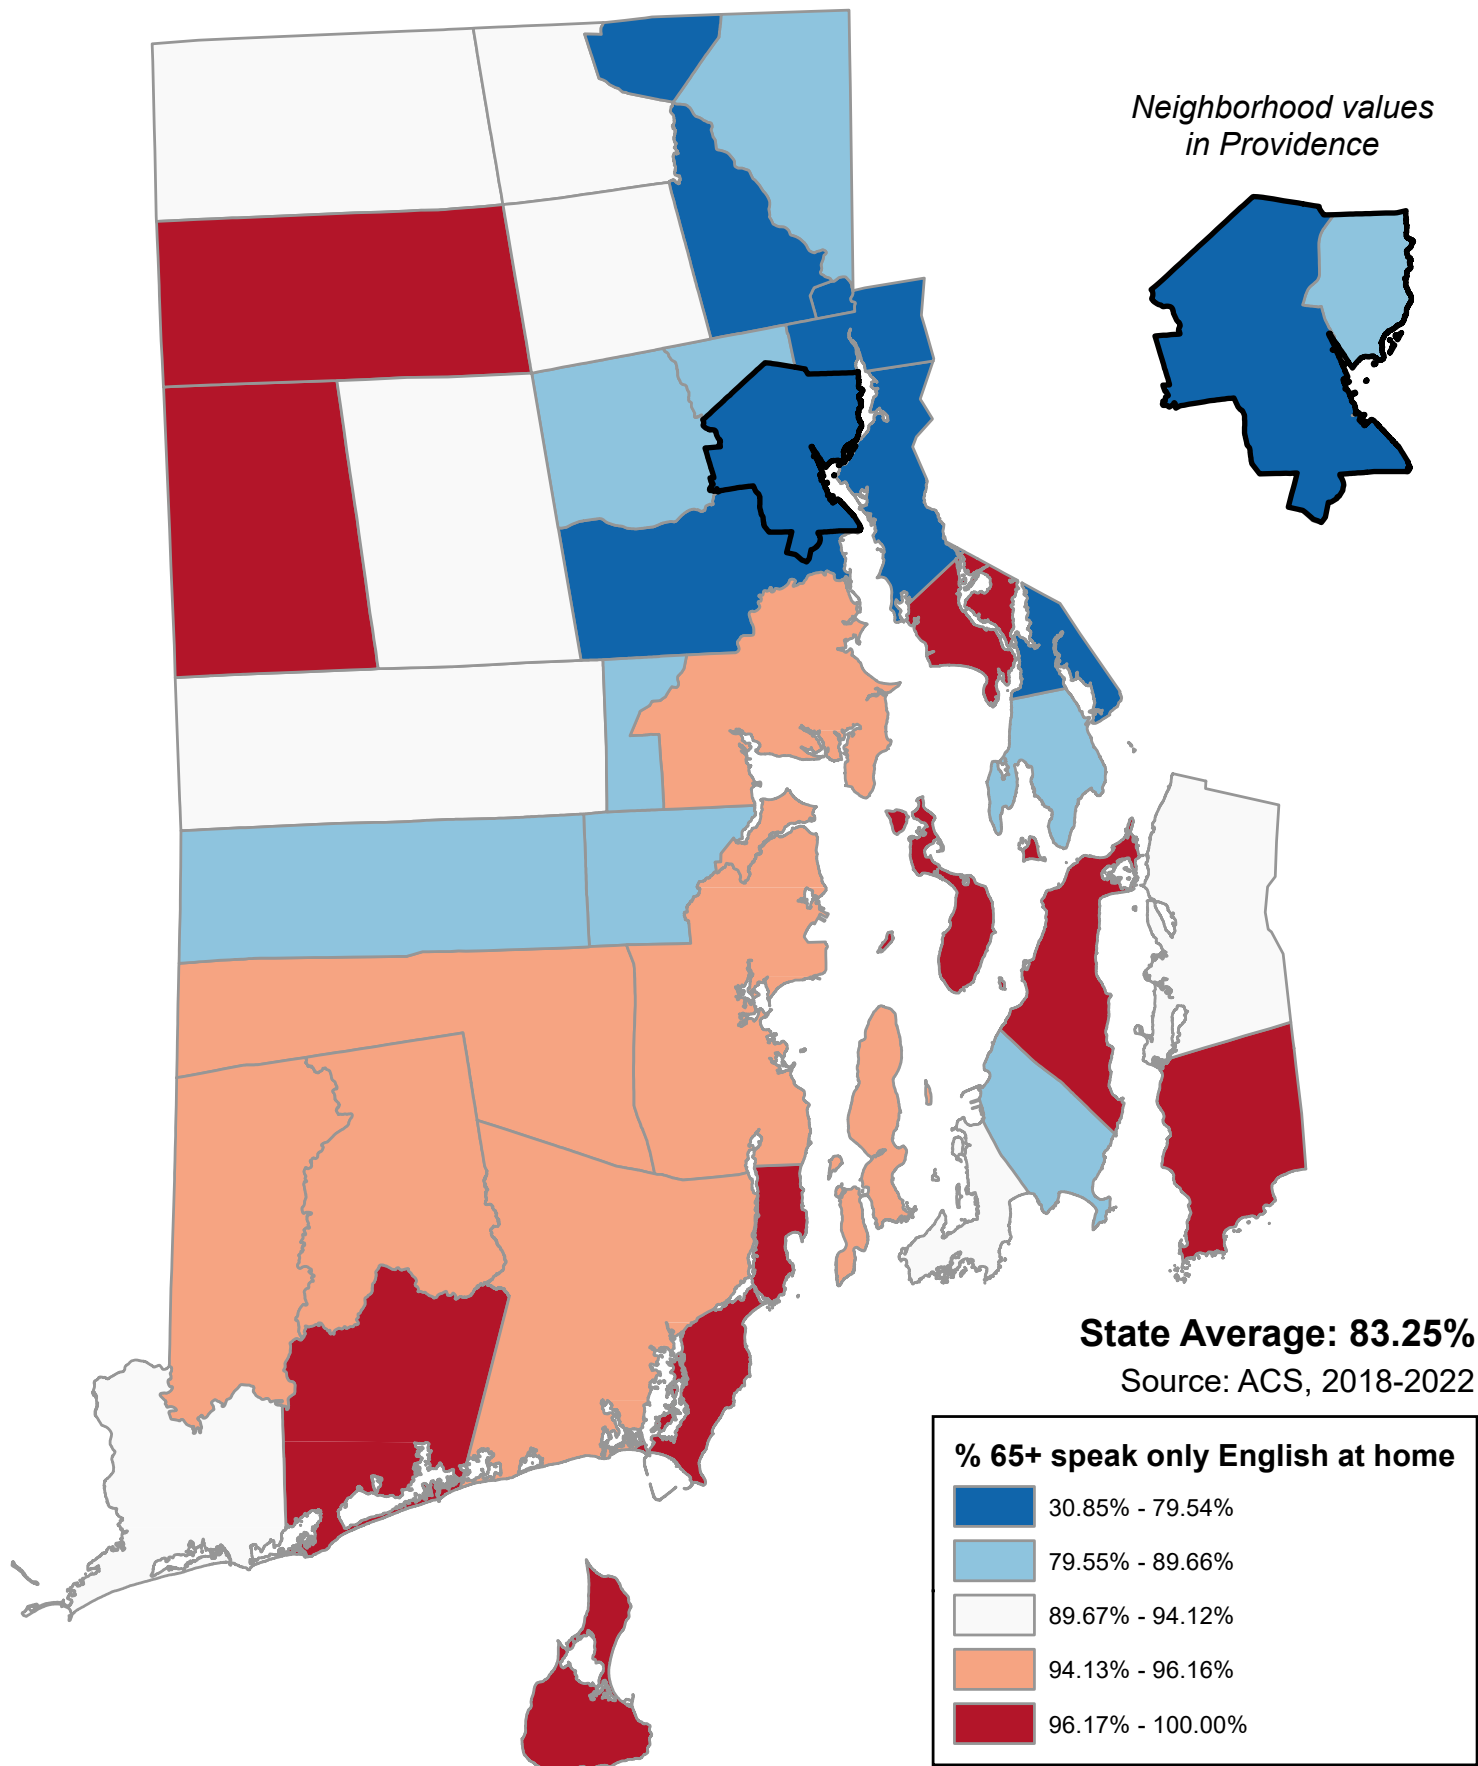 Neighborhood values
in Providence
State Average: 83.25%
Source: ACS, 2018-2022
% 65+ speak only English at home
30.85% - 79.54%
79.55% - 89.66%
89.67% - 94.12%
94.13% - 96.16%
96.17% - 100.00%